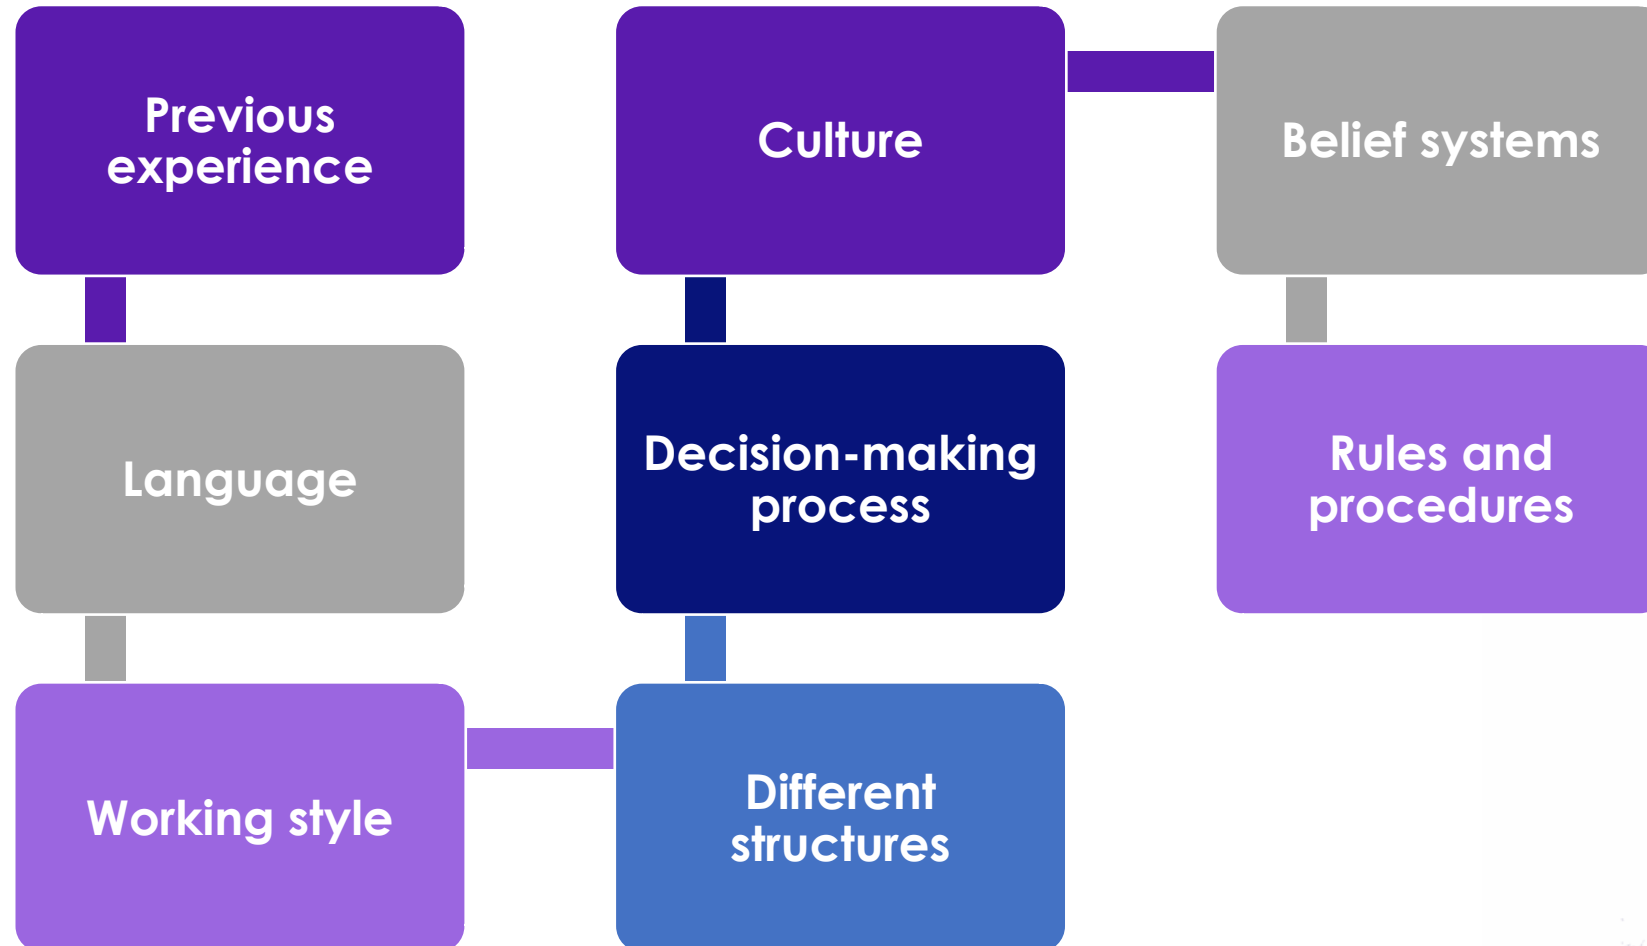 Previous
experience
Language
Working style
Different
structures
Decision-making
process
Culture
Belief systems
Rules and
procedures